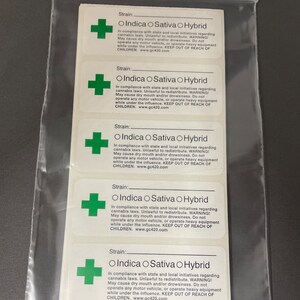 Strain:
Indica Sativa Hybrid
In compliance with state and local initiatives regarding
cannabis laws. Unlawful to redistribute. WARNING!
May cause dry mouth and/or drowsiness. Do not
operate any motor vehicle, or operate heavy equipment
while under the influence. KEEP OUT OF REACH OF
CHILDREN. www.gc420.com
Strain:
Indica Sativa Hybrid
In compliance with state and local initiatives regarding
cannabis laws. Unlawful to redistribute. WARNING!
May cause dry mouth and/or drowsiness. Do not
operate any motor vehicle, or operate heavy equipment
while under the influence. KEEP OUT OF REACH OF
CHILDREN. www.gc420.com
Strain:
Indica Sativa Hybrid
In compliance with state and local initiatives regarding
cannabis laws. Unlawful to redistribute. WARNING!
May cause dry mouth and/or drowsiness. Do not
operate any motor vehicle, or operate heavy equipment
while under the influence. KEEP OUT OF REACH OF
CHILDREN. www.gc420.com
Strain:
Indica Sativa Hybrid
In compliance with state and local initiatives regarding
cannabis laws. Unlawful to redistribute. WARNING!
May cause dry mouth and/or drowsiness. Do not
operate any motor vehicle, or operate heavy equipment
while under the influence. KEEP OUT OF REACH OF
CHILDREN. www.gc420.com
Strain:
Indica Sativa Hybrid
In compliance with state and local initiatives regarding
cannabis laws. Unlawful to redistribute. WARNING!
May cause dry mouth and/or drowsiness. Do not
operate any motor vehicle, or operate heavy equipment
while under the influence. KEEP OUT OF REACH OF
CHILDREN. www.gc420.com